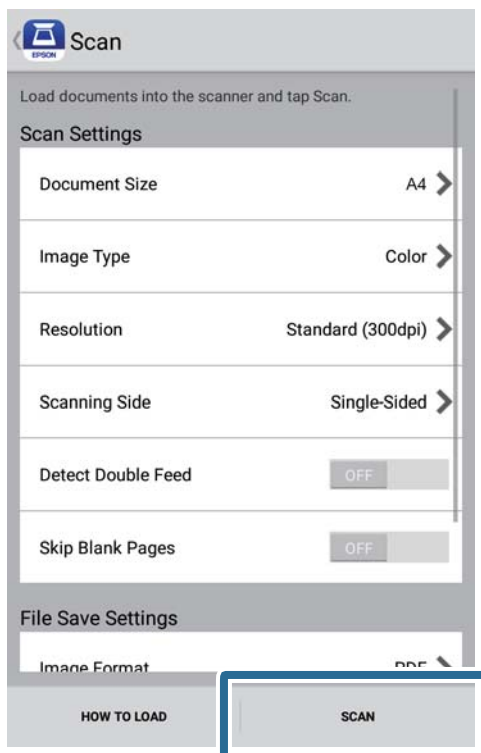 EPSON
Scan
Load documents into the scanner and tap Scan.
Scan Settings
Document Size A4
Image Type Color
Resolution Standard (300dpi)
Scanning Side Single-Sided
Detect Double Feed OFF
Skip Blank Pages OFF
File Save Settings
Image Format PDF
HOW TO LOAD SCAN